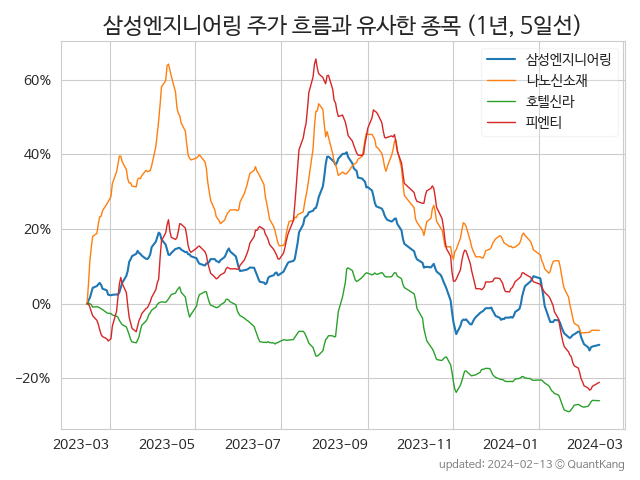 삼성엔지니어링 주가 흐름과 유사한 종목 (1년, 5일선)
삼성엔지니어링
나노신소재
호텔신라
피엔티
60%
40%
20%
0%
−20%
2023-03 2023-05 2023-07 2023-09 2023-11 2024-01 2024-03
updated: 2024-02-13 © QuantKang